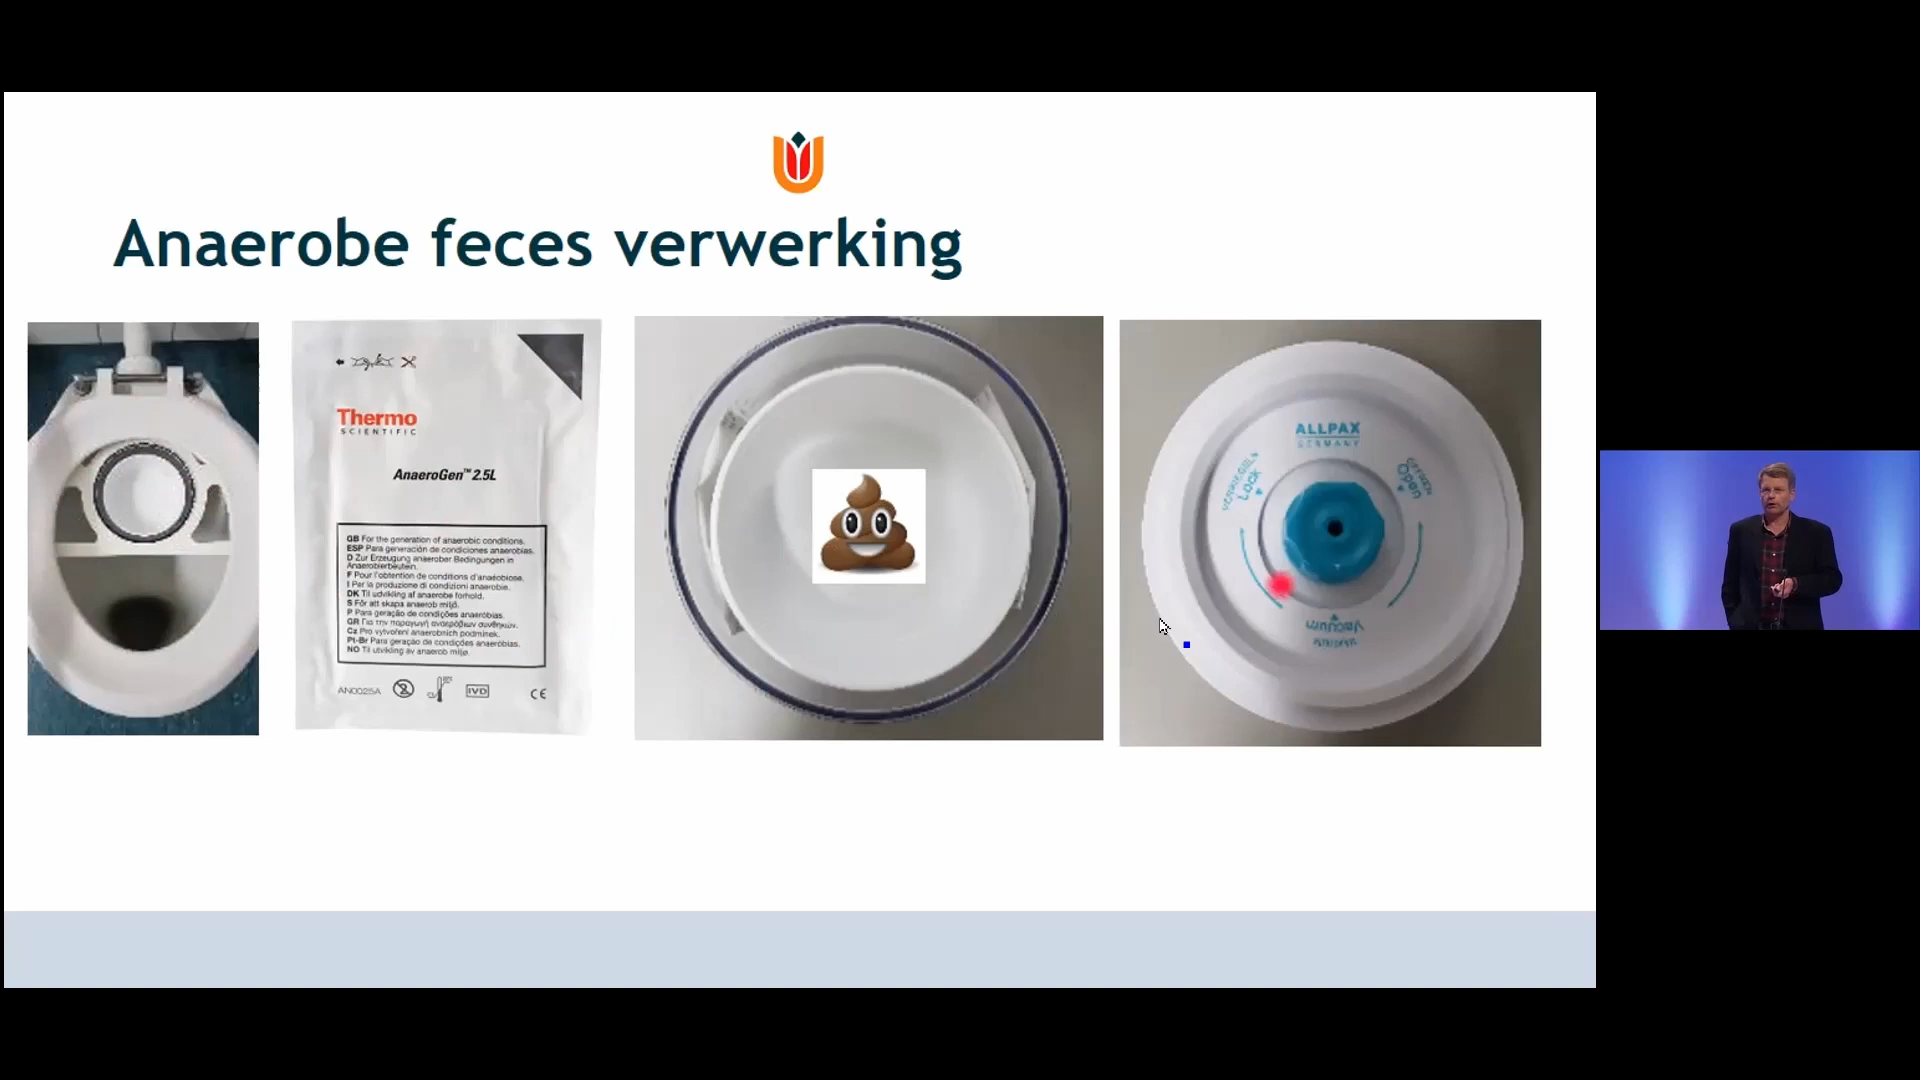 Anaerobe feces verwerking
Thermo
SCIENTIFIC
AnaeroGen™ 2.5L
GB For the generation of anaerobic conditions.
ESP Para generación de condiciones anaerobias.
D Zur Erzeugung anaerober Bedingungen in
Anaerobierbeuteln.
F Pour l'obtention de conditions d'anaérobiose.
I Per la produzione di condizioni anaerobie.
DK Til udvikling af anaerobe forhold.
S För att skapa anaerob miljö.
P Para geração de condições anaeróbias.
GR Για την παραγωγή αναερόβιων συνθηκών.
Cz Pro vytvoření anaerobních podmínek.
Pt-Br Para geração de condições anaeróbias.
NO Til utvikling av anaerob miljø.
AN0025A
2
IVD
CE
ALLPAX
GERMANY
Lock
Open
Vacuum